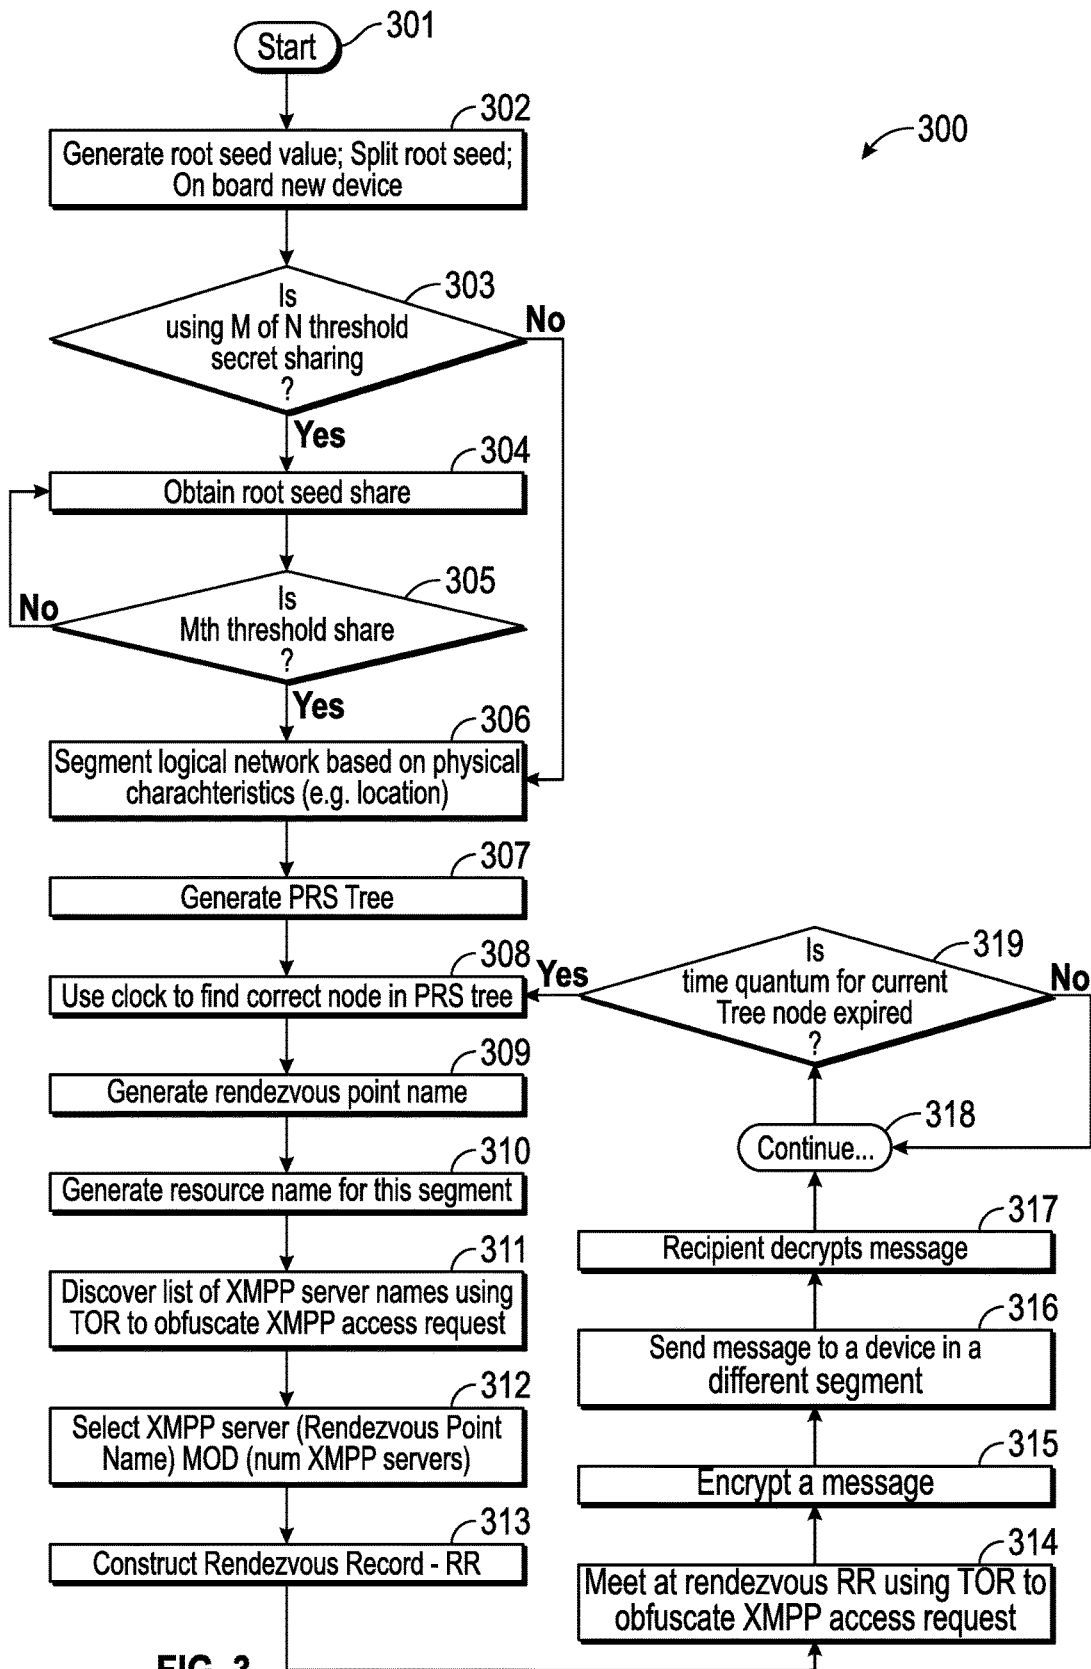 Start
301
302
Generate root seed value; Split root seed;
On board new device
300
303
Is
using M of N threshold
secret sharing
?
No
Yes
304
Obtain root seed share
305
Is
Mth threshold share
?
No
Yes
306
Segment logical network based on physical
charachteristics (e.g. location)
307
Generate PRS Tree
308
Use clock to find correct node in PRS tree
309
Generate rendezvous point name
310
Generate resource name for this segment
311
Discover list of XMPP server names using
TOR to obfuscate XMPP access request
312
Select XMPP server (Rendezvous Point
Name) MOD (num XMPP servers)
313
Construct Rendezvous Record - RR
319
Is
time quantum for current
Tree node expired
?
Yes
No
318
Continue...
317
Recipient decrypts message
316
Send message to a device in a
different segment
315
Encrypt a message
314
Meet at rendezvous RR using TOR to
obfuscate XMPP access request
FIG. 3